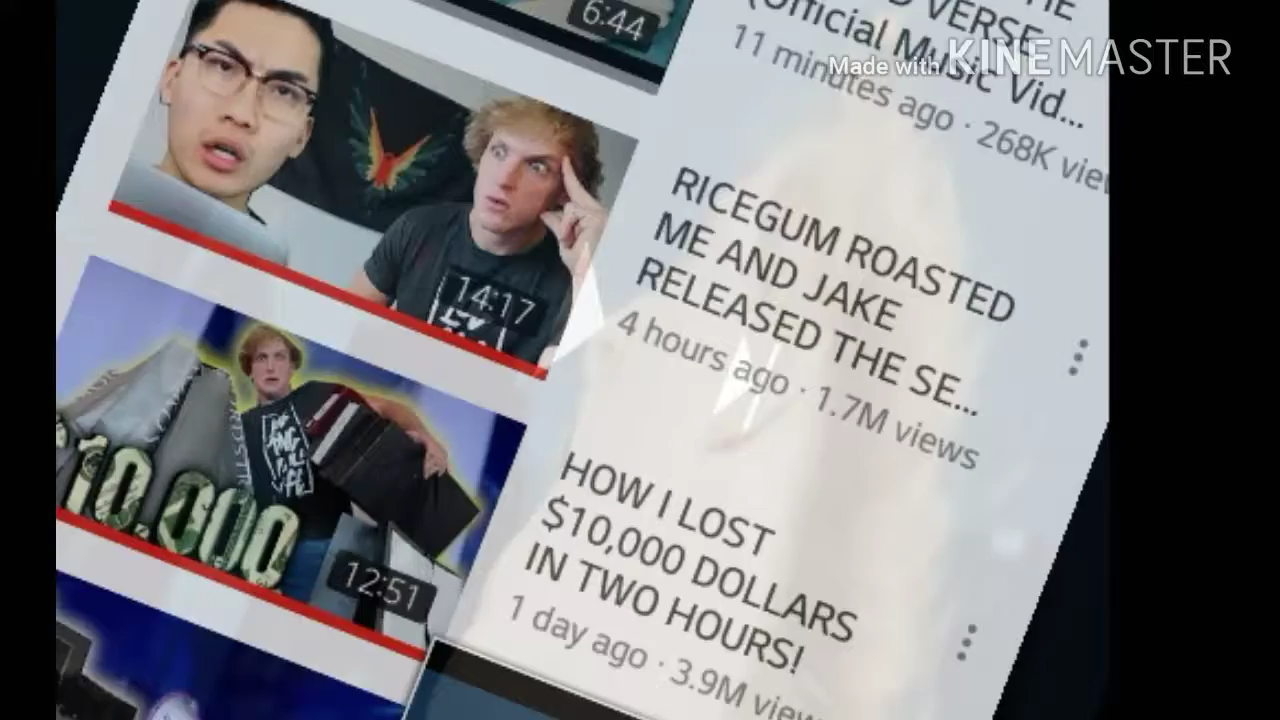 6:44
VERSE
(Official Music Vid...
11 minutes ago · 268K
Made with KINEMASTER
RICEGUM ROASTED
ME AND JAKE
RELEASED THE SE...
4 hours ago · 1.7M views
14:17
HOW I LOST
$10,000 DOLLARS
IN TWO HOURS!
1 day ago · 3.9M
10,000
12:51